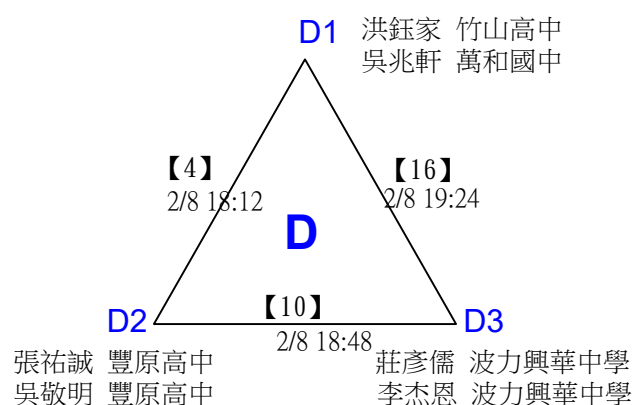 D1 洪鈺家 竹山高中
吳兆軒 萬和國中
【4】
2/8 18:12
【16】
2/8 19:24
D
【10】
2/8 18:48
D2
D3
張祐誠 豐原高中
吳敬明 豐原高中
莊彥儒 波力興華中學
李杰恩 波力興華中學